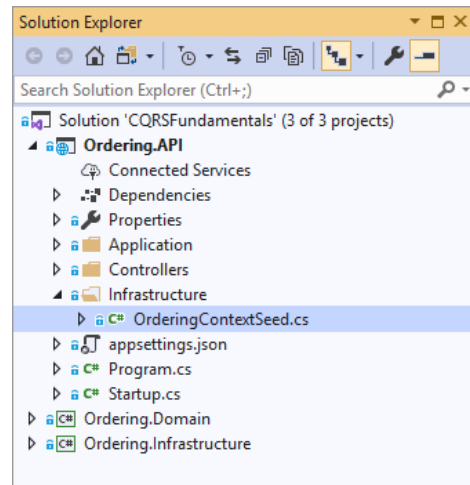 Solution Explorer
Search Solution Explorer (Ctrl+;)
Solution 'CQRSFundamentals' (3 of 3 projects)
Ordering.API
Connected Services
Dependencies
Properties
Application
Controllers
Infrastructure
C# OrderingContextSeed.cs
appsettings.json
C# Program.cs
C# Startup.cs
C# Ordering.Domain
C# Ordering.Infrastructure